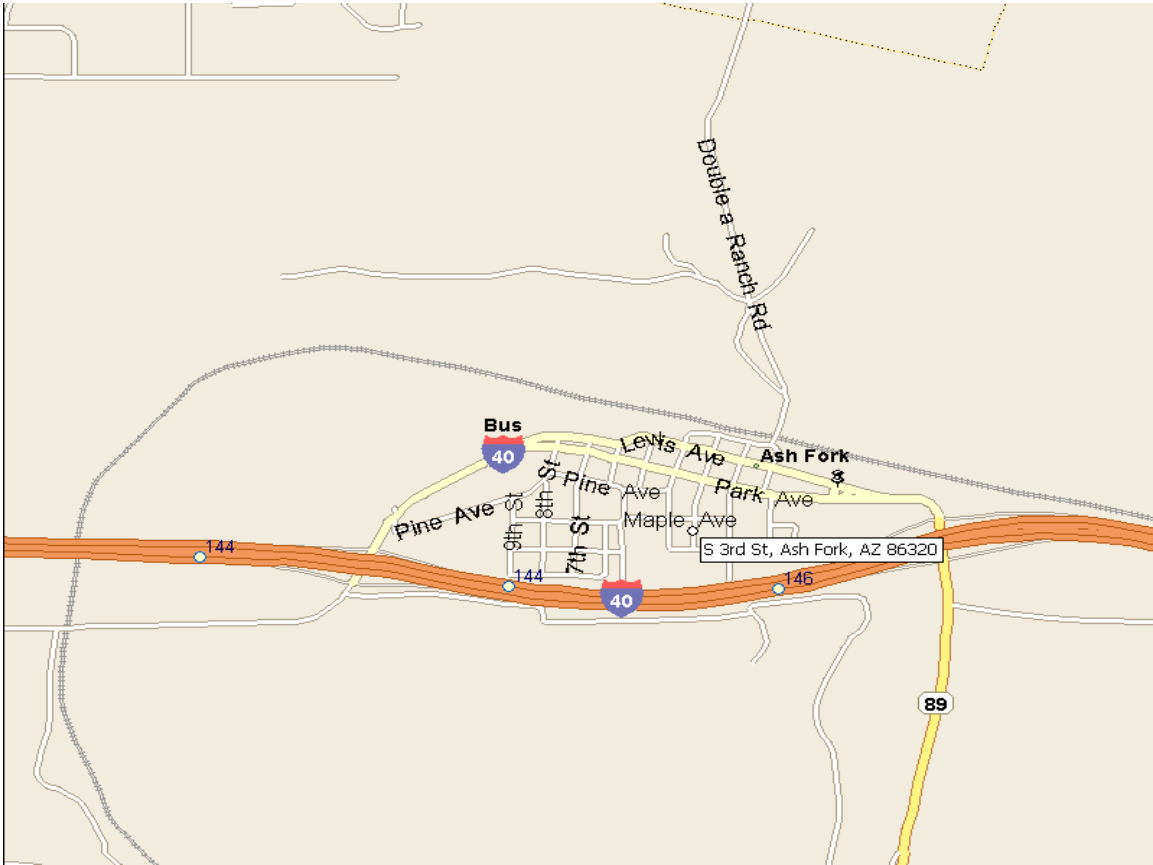 Double a Ranch Rd
Bus
40
Lewis Ave
Ash Fork
8th St
Pine Ave
Park Ave
9th St
Pine Ave
7th St
Maple Ave
S 3rd St, Ash Fork, AZ 86320
144
144
146
40
89